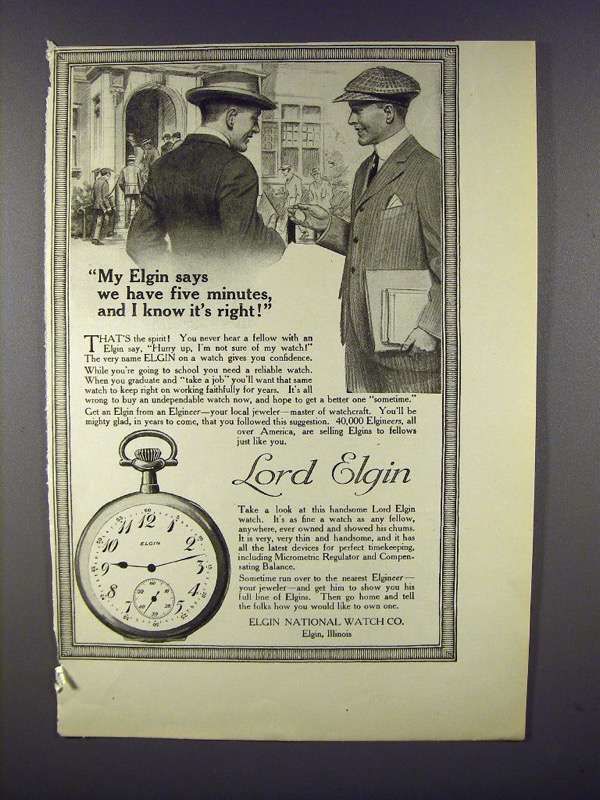 "My Elgin says
we have five minutes,
and I know it's right!"
THAT'S the spirit! You never hear a fellow with an
Elgin say, "Hurry up, I'm not sure of my watch!"
The very name ELGIN on a watch gives you confidence.
While you're going to school you need a reliable watch.
When you graduate and "take a job" you'll want that same
watch to keep right on working faithfully for years. It's all
wrong to buy an undependable watch now, and hope to get a better one "sometime."
Get an Elgin from an Elgineer—your local jeweler—master of watchcraft. You'll be
mighty glad, in years to come, that you followed this suggestion. 40,000 Elgineers, all
over America, are selling Elgins to fellows
just like you.
Lord Elgin
Take a look at this handsome Lord Elgin
watch. It's as fine a watch as any fellow,
anywhere, ever owned and showed his chums.
It is very, very thin and handsome, and it has
all the latest devices for perfect timekeeping,
including Micrometric Regulator and Compen-
sating Balance.
Sometime run over to the nearest Elgineer—
your jeweler—and get him to show you his
full line of Elgins. Then go home and tell
the folks how you would like to own one.
ELGIN NATIONAL WATCH CO.
Elgin, Illinois
ELGIN
12
1
2
3
4
5
7
8
9
10
11
60